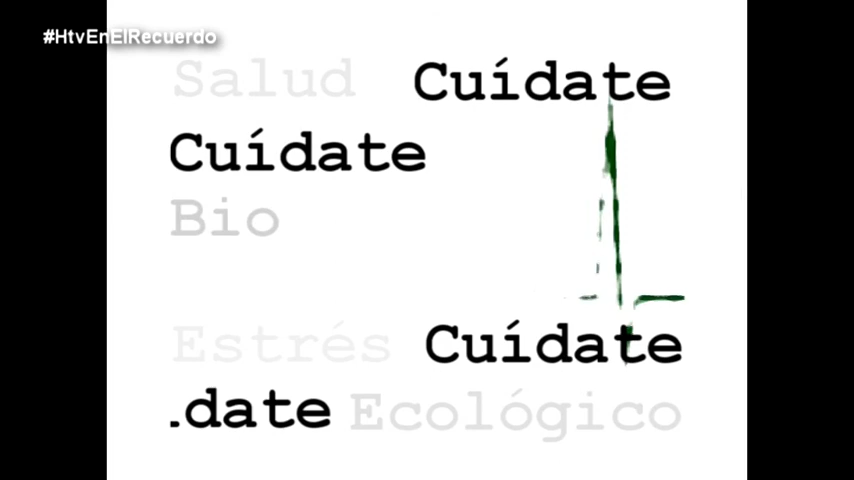 #HtvEnElRecuerdo
Salud Cuídate
Cuídate
Bio
Estrés Cuídate
.date Ecológico